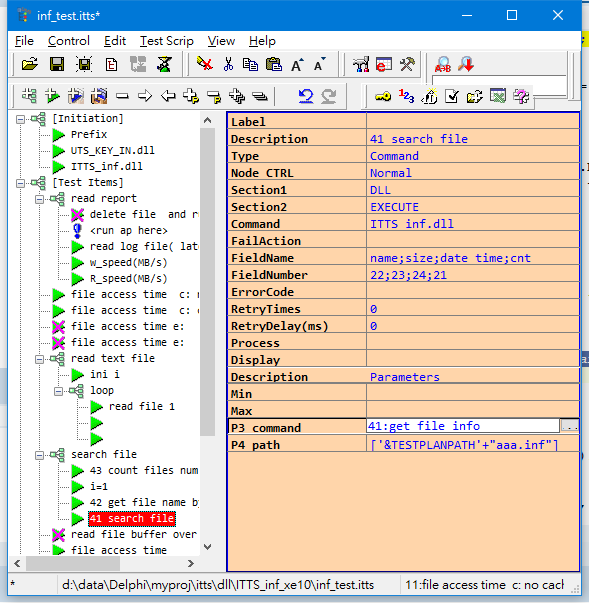 inf_test.itts*
File Control Edit Test Scrip View Help
[Initiation]
Prefix
UTS_KEY_IN.dll
ITTS_inf.dll
[Test Items]
read report
delete file and ru
<run ap here>
read log file( late
w_speed(MB/s)
R_speed(MB/s)
file access time c: n
file access time c: c
file access time e:
file access time e:
read text file
ini i
loop
read file 1
search file
43 count files num
i=1
42 get file name by
41 search file
read file buffer over
file access time
Label
Description 41 search file
Type Command
Node CTRL Normal
Section1 DLL
Section2 EXECUTE
Command ITTS inf.dll
FailAction
FieldName name;size;date time;cnt
FieldNumber 22;23;24;21
ErrorCode
RetryTimes 0
RetryDelay(ms) 0
Process
Display
Description Parameters
Min
Max
P3 command 41:get file info ...
P4 path ['&TESTPLANPATH'+"aaa.inf"]
* d:\data\Delphi\myproj\itts\dll\ITTS_inf_xe10\inf_test.itts 11:file access time c: no cach